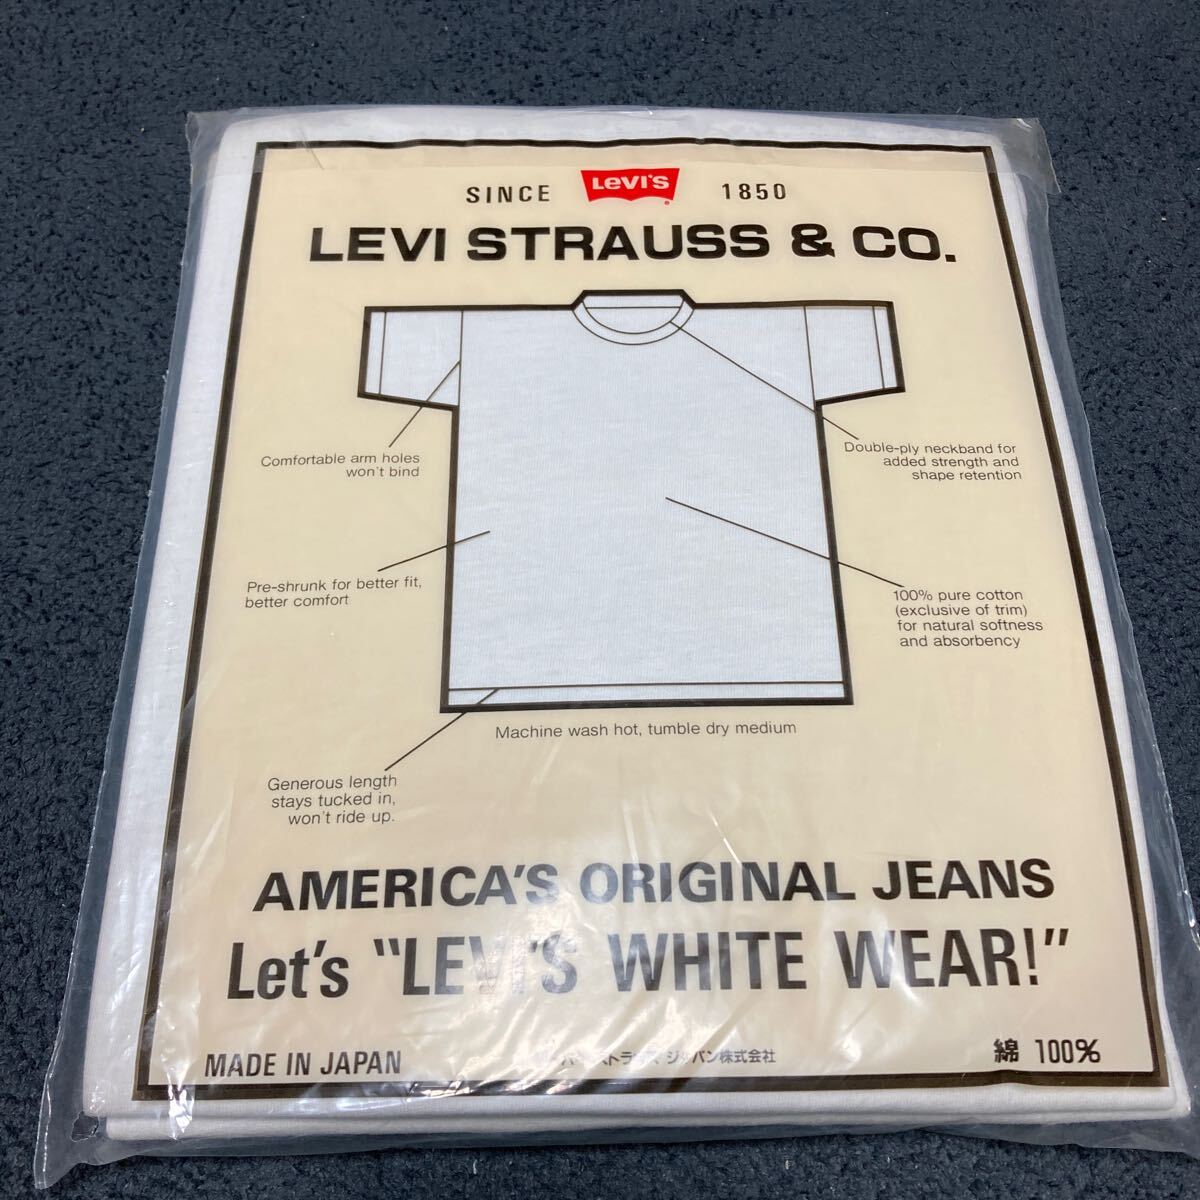 SINCE LEVI'S 1850
LEVI STRAUSS & CO.
Comfortable arm holes
won't bind
Double-ply neckband for
added strength and
shape retention
Pre-shrunk for better fit,
better comfort
100% pure cotton
(exclusive of trim)
for natural softness
and absorbency
Machine wash hot, tumble dry medium
Generous length
stays tucked in,
won't ride up.
AMERICA'S ORIGINAL JEANS
Let's "LEVI'S WHITE WEAR!"
MADE IN JAPAN
ストラウス ジャパン株式会社
綿 100%